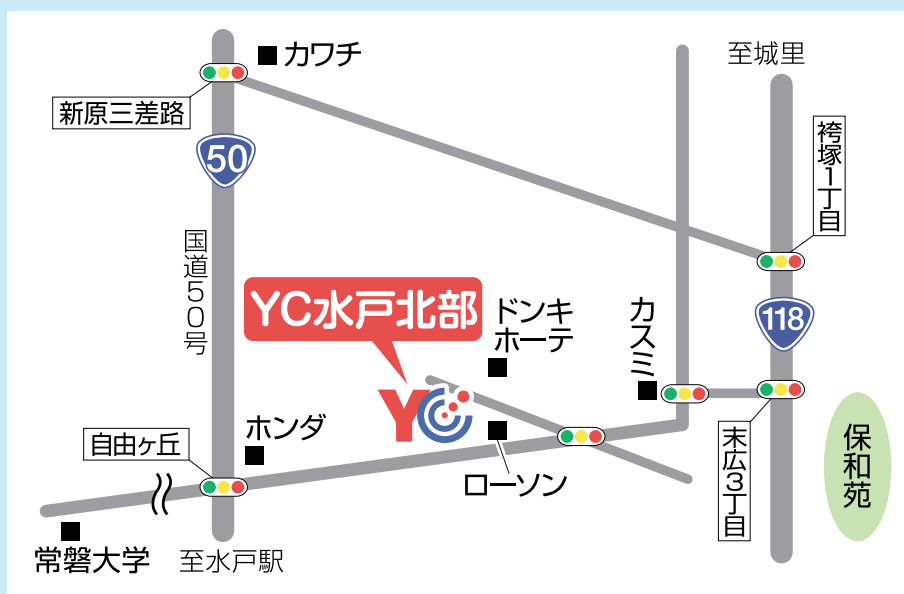 カワチ
至城里
新原三差路
袴塚1丁目
50
国道50号
YC水戸北部
ドンキ
ホーテ
カスミ
118
YC
ホンダ
自由ヶ丘
ローソン
末広3丁目
保和苑
常磐大学
至水戸駅